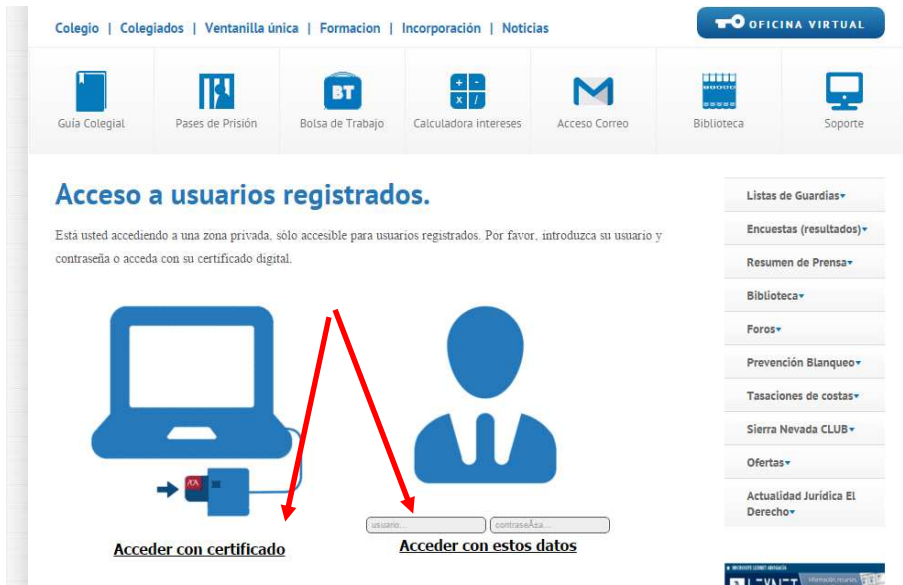 Colegio | Colegiados | Ventanilla única | Formacion | Incorporación | Noticias
OFICINA VIRTUAL
Guía Colegial
Pases de Prisión
BT
Bolsa de Trabajo
+ -
x /
Calculadora intereses
Acceso Correo
Biblioteca
Soporte
Acceso a usuarios registrados.
Está usted accediendo a una zona privada, sólo accesible para usuarios registrados. Por favor, introduzca su usuario y
contraseña o acceda con su certificado digital.
ACA
usuario...
contraseÃ±a...
Acceder con certificado
Acceder con estos datos
Listas de Guardias
Encuestas (resultados)
Resumen de Prensa
Biblioteca
Foros
Prevención Blanqueo
Tasaciones de costas
Sierra Nevada CLUB
Ofertas
Actualidad Jurídica El
Derecho
LEXNET